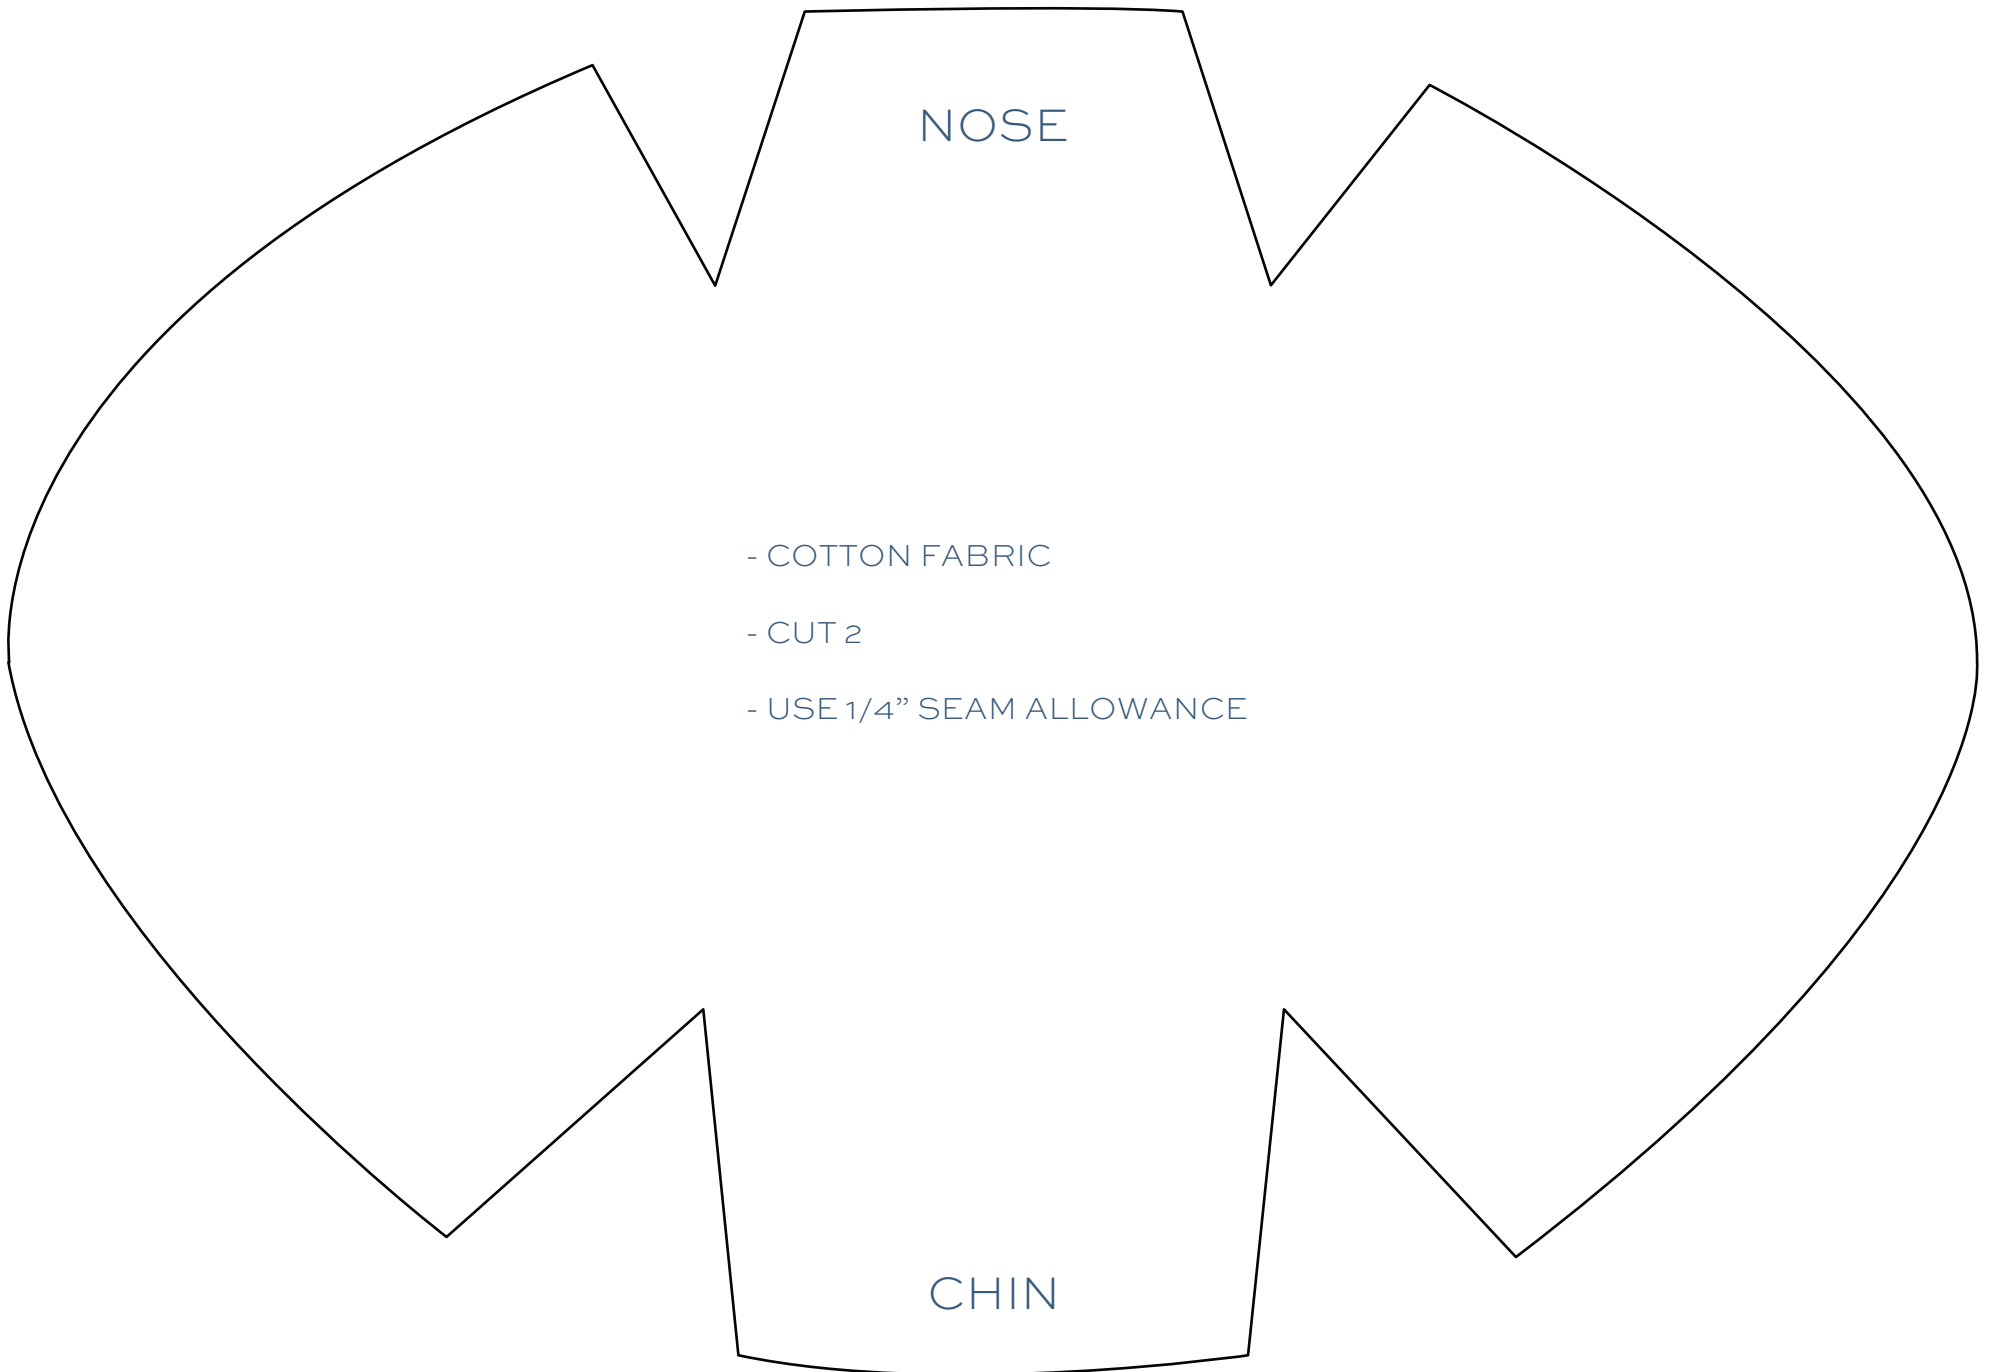 NOSE
- COTTON FABRIC
- CUT 2
- USE 1/4” SEAM ALLOWANCE
CHIN